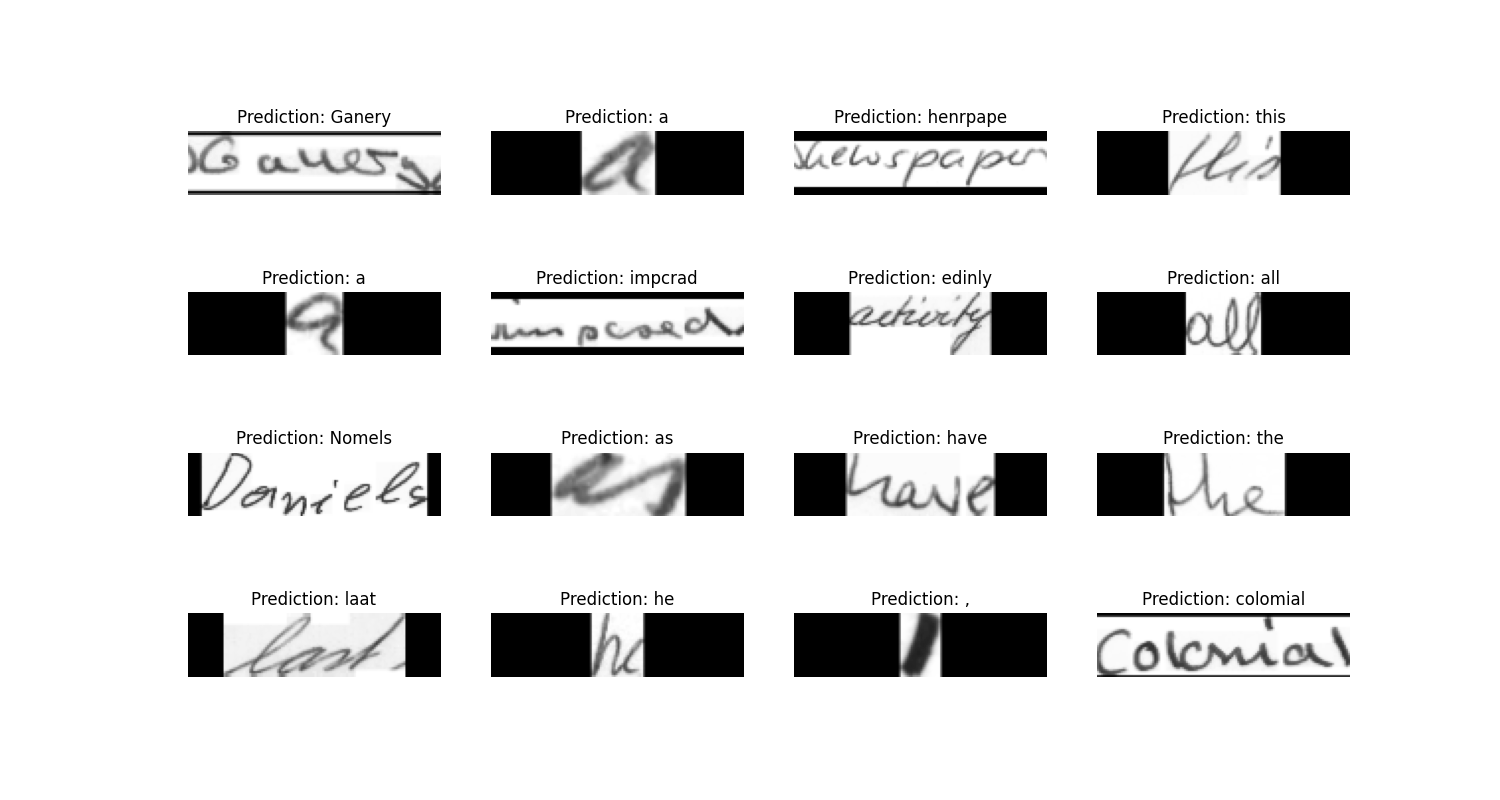 Prediction: Ganery Prediction: a Prediction: henrpape Prediction: this
Gallery a newspaper this
Prediction: a Prediction: impcrad Prediction: edinly Prediction: all
a imposed activity all
Prediction: Nomels Prediction: as Prediction: have Prediction: the
Daniels as have the
Prediction: laat Prediction: he Prediction: , Prediction: colomial
last he , Colonial